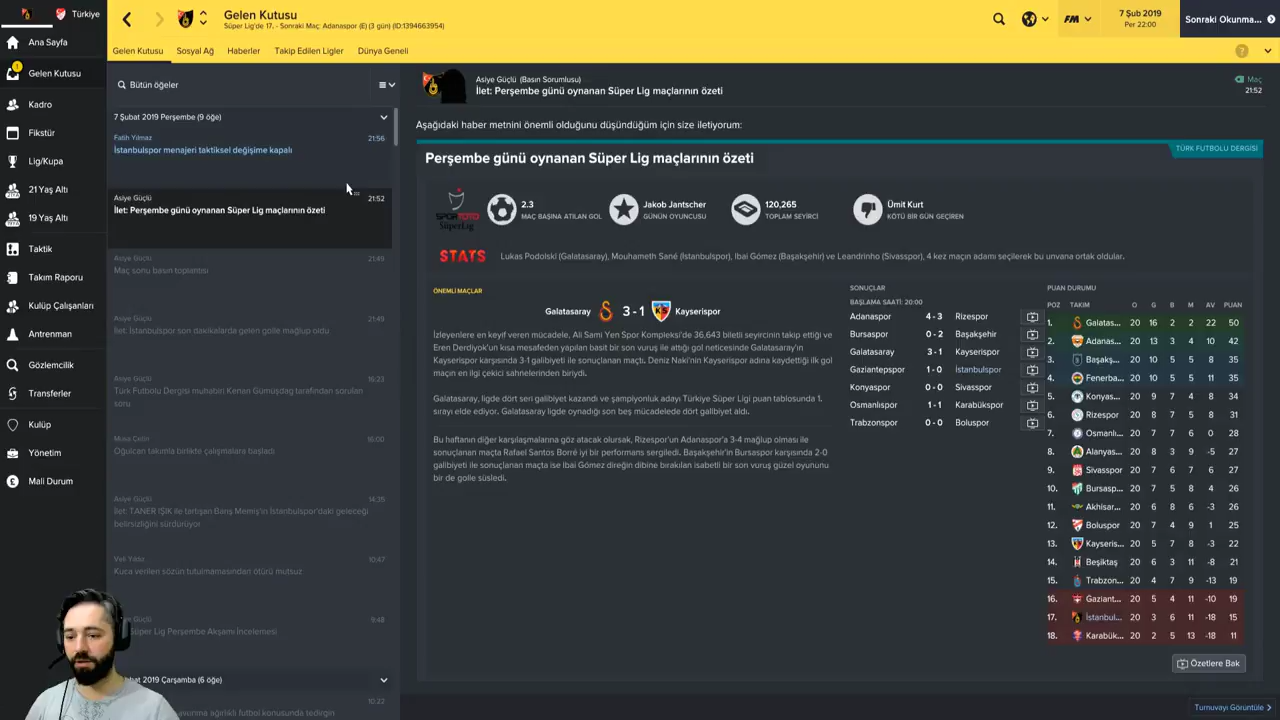 Türkiye
Gelen Kutusu
Süper Lig'de 17. - Sonraki Maç: Adanaspor (E) (3 gün) (ID:1394663954)
FM
7 Şub 2019
Per 22:00
Sonraki Okunma...
Gelen Kutusu
Sosyal Ağ
Haberler
Takip Edilen Ligler
Dünya Geneli
?
Ana Sayfa
1
Gelen Kutusu
Kadro
Fikstür
Lig/Kupa
21 Yaş Altı
19 Yaş Altı
Taktik
Takım Raporu
Kulüp Çalışanları
Antrenman
Gözlemcilik
Transferler
Kulüp
Yönetim
Mali Durum
Bütün öğeler
7 Şubat 2019 Perşembe (9 öğe)
Fatih Yılmaz 21:56
İstanbulspor menajeri taktiksel değişime kapalı
Asiye Güçlü 21:52
İlet: Perşembe günü oynanan Süper Lig maçlarının özeti
Asiye Güçlü 21:49
Maç sonu basın toplantısı
Asiye Güçlü 21:49
İlet: İstanbulspor son dakikalarda gelen golle mağlup oldu
Asiye Güçlü 16:23
Türk Futbolu Dergisi muhabiri Kenan Gümüşdağ tarafından sorulan
soru
Musa Çetin 16:00
Oğulcan takımla birlikte çalışmalara başladı
Asiye Güçlü 14:35
İlet: TANER IŞIK ile tartışan Barış Memiş'in İstanbulspor'daki geleceği
belirsizliğini sürdürüyor
Veli Yıldız 10:47
Kuca verilen sözün tutulmamasından ötürü mutsuz
Güçlü 9:48
Süper Lig Perşembe Akşamı İncelemesi
bat 2019 Çarşamba (6 öğe)
10:22
savunma ağırlıklı futbol konusunda tedirgin
Asiye Güçlü (Basın Sorumlusu)
İlet: Perşembe günü oynanan Süper Lig maçlarının özeti
Maç
21:52
Aşağıdaki haber metnini önemli olduğunu düşündüğüm için size iletiyorum:
TÜRK FUTBOLU DERGİSİ
Perşembe günü oynanan Süper Lig maçlarının özeti
SPOR TOTO
SüperLig
2.3
MAÇ BAŞINA ATILAN GOL
Jakob Jantscher
GÜNÜN OYUNCUSU
120,265
TOPLAM SEYİRCİ
Ümit Kurt
KÖTÜ BİR GÜN GEÇİREN
STATS
Lukas Podolski (Galatasaray), Mouhameth Sané (İstanbulspor), Ibai Gómez (Başakşehir) ve Leandrinho (Sivasspor), 4 kez maçın adamı seçilerek bu unvana ortak oldular.
ÖNEMLİ MAÇLAR
Galatasaray 3 - 1 Kayserispor
İzleyenlere en keyif veren mücadele, Ali Sami Yen Spor Kompleksi'de 36,643 biletli seyircinin takip ettiği ve
Eren Derdiyok'un kısa mesafeden yapılan basit bir son vuruş ile attığı gol neticesinde Galatasaray'ın
Kayserispor karşısında 3-1 galibiyeti ile sonuçlanan maçtı. Deniz Naki'nin Kayserispor adına kaydettiği ilk gol
maçın en ilgi çekici sahnelerinden biriydi.
Galatasaray, ligde dört seri galibiyet kazandı ve şampiyonluk adayı Türkiye Süper Ligi puan tablosunda 1.
sırayı elde ediyor. Galatasaray ligde oynadığı son beş mücadelede dört galibiyet aldı.
Bu haftanın diğer karşılaşmalarına göz atacak olursak, Rizespor'un Adanaspor'a 3-4 mağlup olması ile
sonuçlanan maçta Rafael Santos Borré iyi bir performans sergiledi. Başakşehir'in Bursaspor karşısında 2-0
galibiyeti ile sonuçlanan maçta ise Ibai Gómez direğin dibine bırakılan isabetli bir son vuruş güzel oyununu
bir de golle süsledi.
SONUÇLAR
BAŞLAMA SAATİ: 20:00
Adanaspor 4 - 3 Rizespor
Bursaspor 0 - 2 Başakşehir
Galatasaray 3 - 1 Kayserispor
Gaziantepspor 1 - 0 İstanbulspor
Konyaspor 0 - 0 Sivasspor
Osmanlıspor 1 - 1 Karabükspor
Trabzonspor 0 - 0 Boluspor
PUAN DURUMU
POZ TAKIM O G B M AV PUAN
1. Galatas... 20 16 2 2 22 50
2. Adanas... 20 13 3 4 10 42
3. Başakş... 20 10 5 5 8 35
4. Fenerba... 20 10 5 5 11 35
5. Konyas... 20 9 7 4 8 34
6. Rizespor 20 8 7 5 8 31
7. Osmanlı... 20 7 7 6 0 28
8. Alanyas... 20 8 3 9 -5 27
9. Sivasspor 20 7 6 7 6 27
10. Bursasp... 20 7 5 8 4 26
11. Akhisar... 20 6 8 6 -3 26
12. Boluspor 20 7 4 9 1 25
13. Kayseris... 20 5 7 8 -3 22
14. Beşiktaş 20 6 3 11 -8 21
15. Trabzon... 20 4 7 9 -13 19
16. Gaziant... 20 5 4 11 -10 19
17. İstanbul... 20 3 6 11 -18 15
18. Karabük... 20 2 5 13 -18 11
Özetlere Bak
Turnuvayı Görüntüle